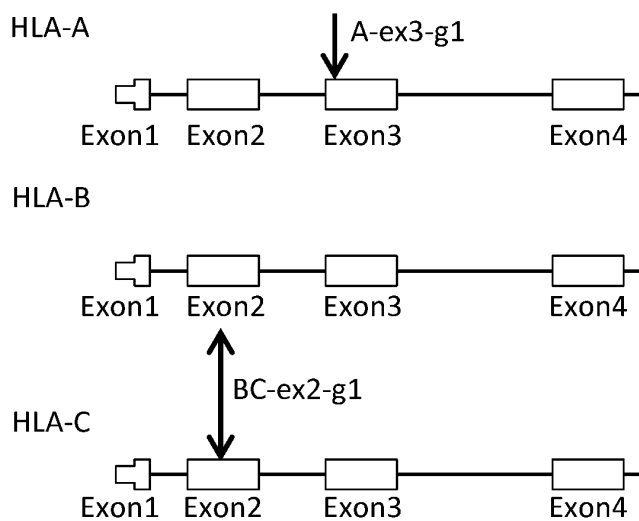 HLA-A
A-ex3-g1
Exon1 Exon2 Exon3 Exon4
HLA-B
Exon1 Exon2 Exon3 Exon4
BC-ex2-g1
HLA-C
Exon1 Exon2 Exon3 Exon4